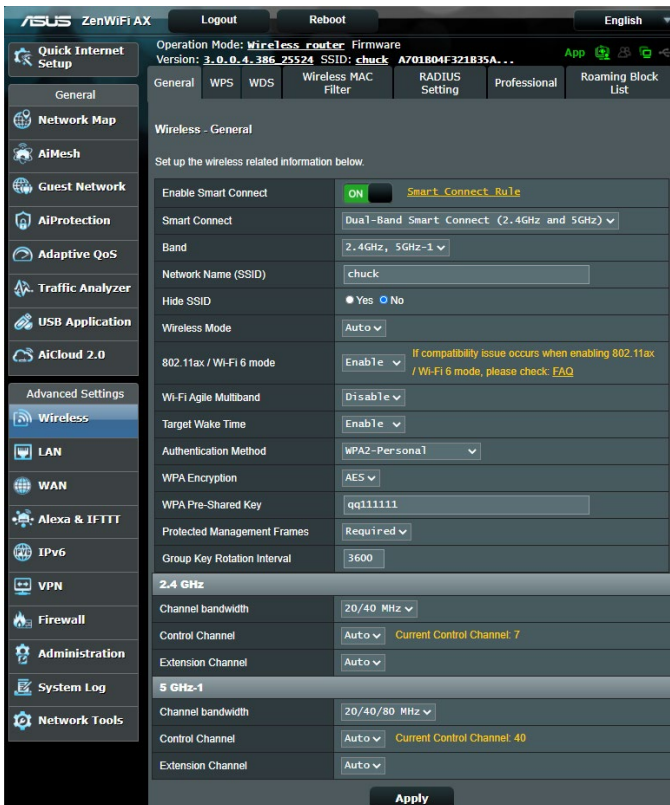 ASUS ZenWiFi AX Logout Reboot English
Quick Internet Setup
Operation Mode: Wireless router Firmware
Version: 3.0.0.4.386_25524 SSID: chuck A701B04F321B35A...
App
General WPS WDS Wireless MAC Filter RADIUS Setting Professional Roaming Block List
General
Network Map
AiMesh
Guest Network
AiProtection
Adaptive QoS
Traffic Analyzer
USB Application
AiCloud 2.0
Advanced Settings
Wireless
LAN
WAN
Alexa & IFTTT
IPv6
VPN
Firewall
Administration
System Log
Network Tools
Wireless - General
Set up the wireless related information below.
Enable Smart Connect ON Smart Connect Rule
Smart Connect Dual-Band Smart Connect (2.4GHz and 5GHz)
Band 2.4GHz, 5GHz-1
Network Name (SSID) chuck
Hide SSID Yes No
Wireless Mode Auto
802.11ax / Wi-Fi 6 mode Enable If compatibility issue occurs when enabling 802.11ax
/ Wi-Fi 6 mode, please check: FAQ
Wi-Fi Agile Multiband Disable
Target Wake Time Enable
Authentication Method WPA2-Personal
WPA Encryption AES
WPA Pre-Shared Key qq111111
Protected Management Frames Required
Group Key Rotation Interval 3600
2.4 GHz
Channel bandwidth 20/40 MHz
Control Channel Auto Current Control Channel: 7
Extension Channel Auto
5 GHz-1
Channel bandwidth 20/40/80 MHz
Control Channel Auto Current Control Channel: 40
Extension Channel Auto
Apply